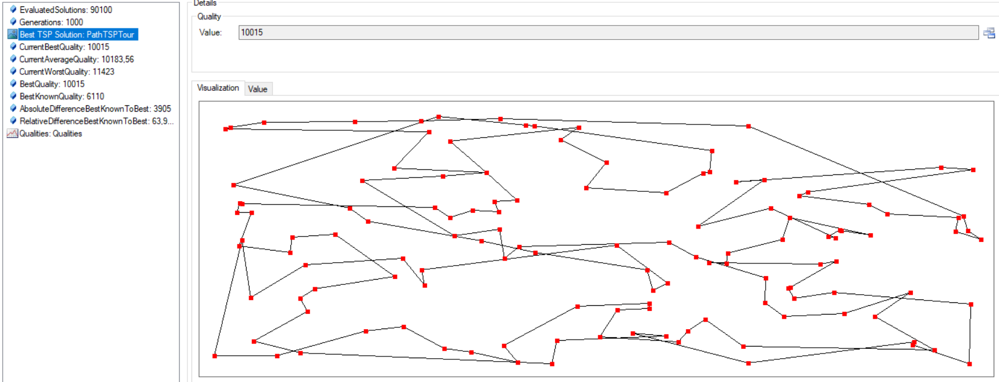 EvaluatedSolutions: 90100
Generations: 1000
Best TSP Solution: PathTSPTour
CurrentBestQuality: 10015
CurrentAverageQuality: 10183,56
CurrentWorstQuality: 11423
BestQuality: 10015
BestKnownQuality: 6110
AbsoluteDifferenceBestKnownToBest: 3905
RelativeDifferenceBestKnownToBest: 63,9...
Qualities: Qualities
Details
Quality
Value: 10015
Visualization Value